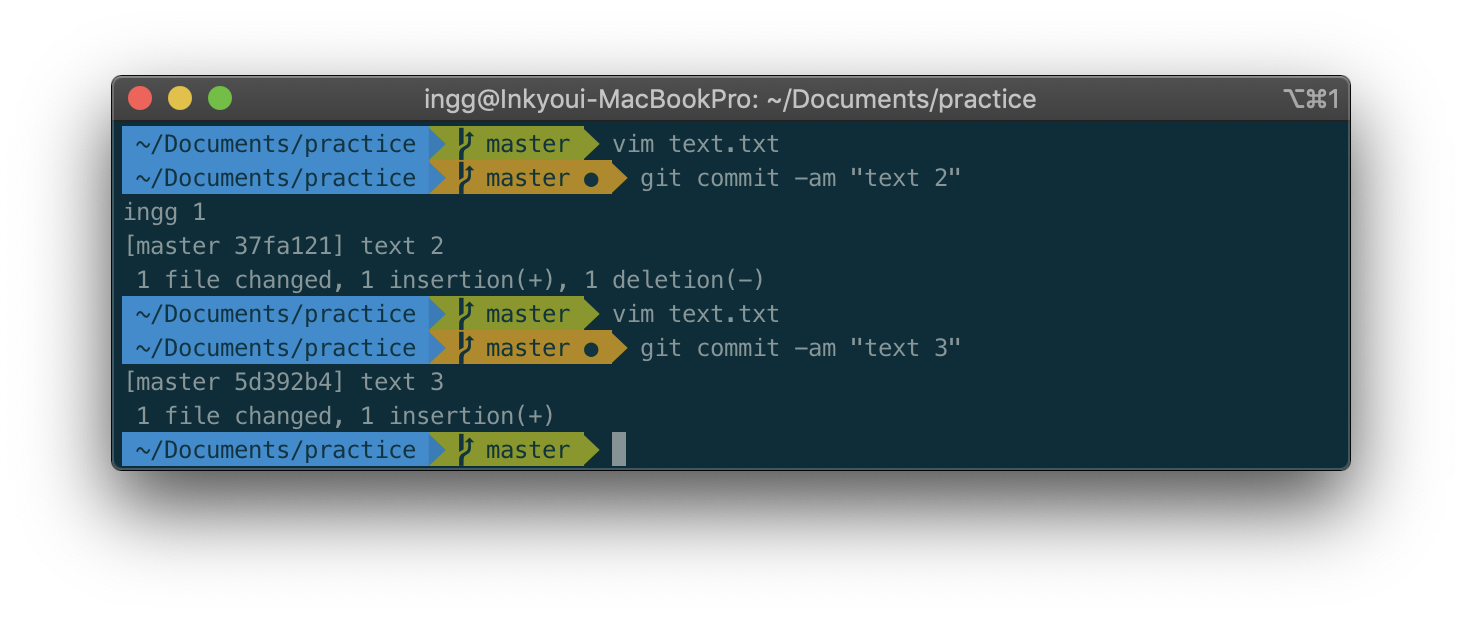 ingg@Inkyoui-MacBookPro: ~/Documents/practice ⌥⌘1
~/Documents/practice master vim text.txt
~/Documents/practice master ● git commit -am "text 2"
ingg 1
[master 37fa121] text 2
1 file changed, 1 insertion(+), 1 deletion(-)
~/Documents/practice master vim text.txt
~/Documents/practice master ● git commit -am "text 3"
[master 5d392b4] text 3
1 file changed, 1 insertion(+)
~/Documents/practice master